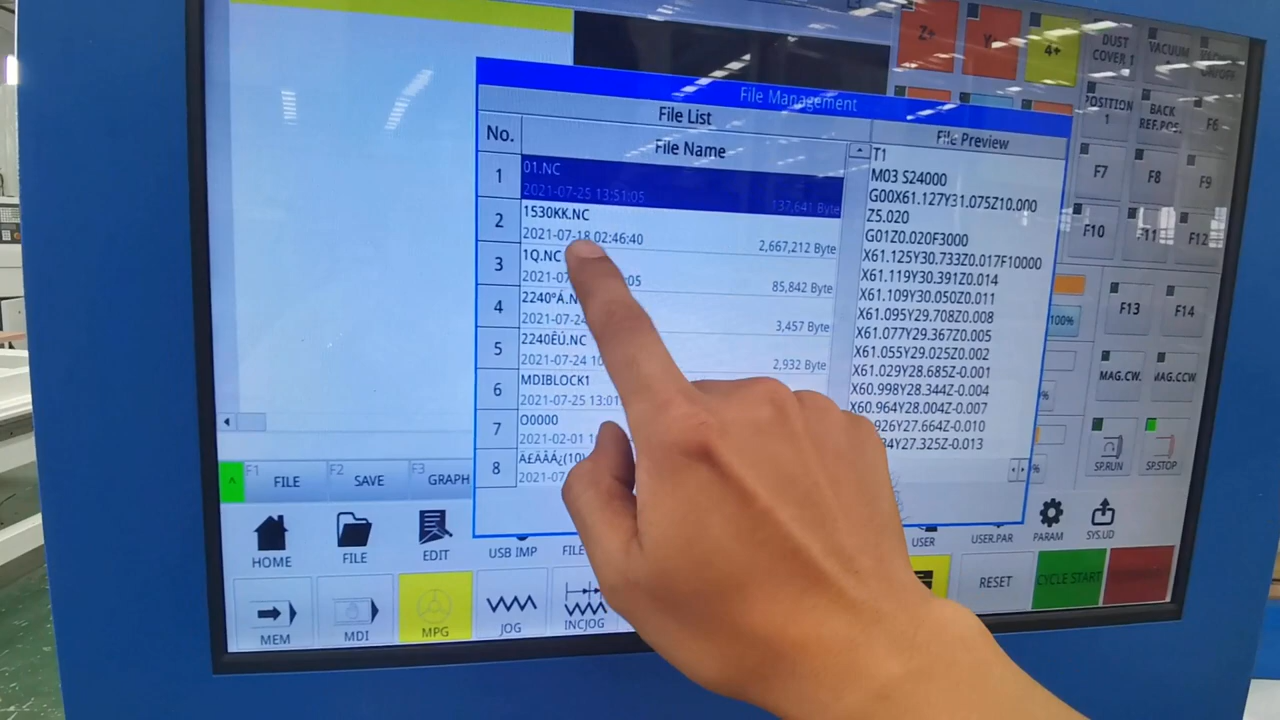 Z+
Y+
4+
DUST
COVER 1
VACUUM
File Management
POSITION
1
BACK
REF.POS.
F6
File List
File Preview
No.
File Name
1
01.NC
2021-07-25 13:51:05
137,641 Byte
2
1530KK.NC
2021-07-18 02:46:40
2,667,212 Byte
3
1Q.NC
2021-07
:05
85,842 Byte
4
2240ºÁ.N
2021-07-24
3,457 Byte
5
2240ÊÚ.NC
2021-07-24 10
2,932 Byte
6
MDIBLOCK1
2021-07-25 13:01
7
O0000
2021-02-01 1
8
Ä£ÄÂÁ¿(10)
2021-07
T1
M03 S24000
G00X61.127Y31.075Z10.000
Z5.020
G01Z0.020F3000
X61.125Y30.733Z0.017F10000
X61.119Y30.391Z0.014
X61.109Y30.050Z0.011
X61.095Y29.708Z0.008
X61.077Y29.367Z0.005
X61.055Y29.025Z0.002
X61.029Y28.685Z-0.001
X60.998Y28.344Z-0.004
X60.964Y28.004Z-0.007
926Y27.664Z-0.010
4Y27.325Z-0.013
F7
F8
F9
F10
F11
F12
100%
F13
F14
%
MAG.CW.
MAG.CCW
%
SP.RUN
SP.STOP
F1
FILE
F2
SAVE
F3
GRAPH
HOME
FILE
EDIT
USB IMP
FILE
USER
USER.PAR
PARAM
SYS.UD
MEM
MDI
MPG
JOG
INCJOG
RESET
CYCLE START